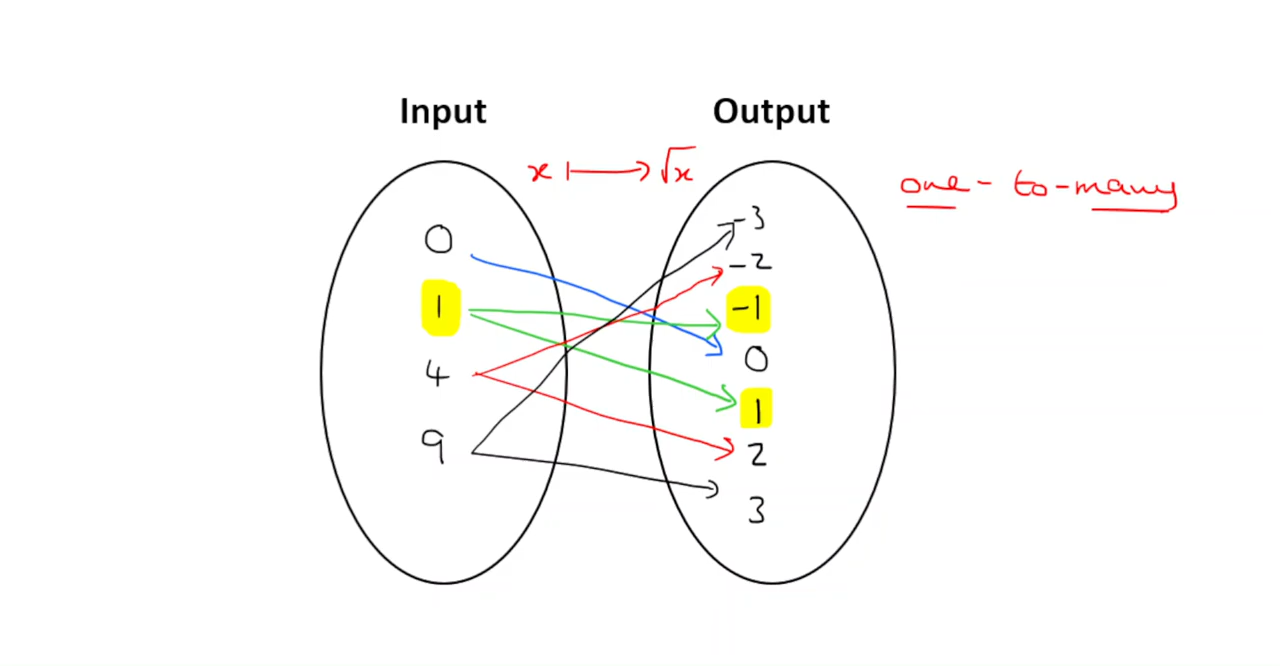 Input
Output
x ↦ √x
one-to-many
0
1
4
9
-3
-2
-1
0
1
2
3